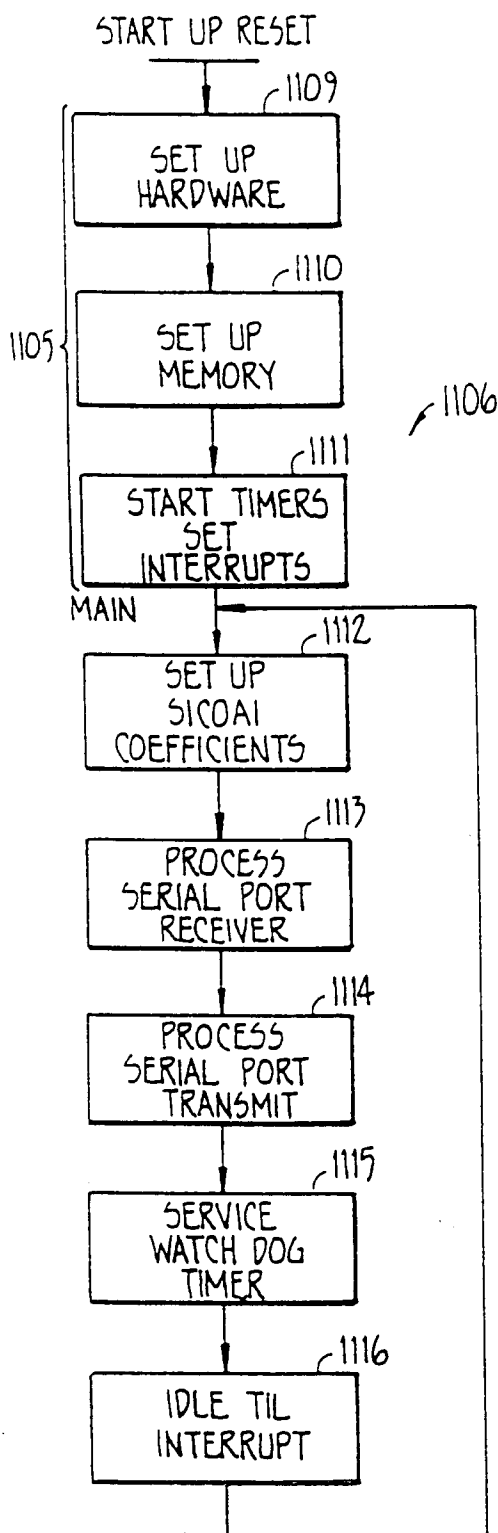 START UP RESET
1109
SET UP
HARDWARE
1110
SET UP
MEMORY
1105
1106
1111
START TIMERS
SET
INTERRUPTS
MAIN
1112
SET UP
SICOAI
COEFFICIENTS
1113
PROCESS
SERIAL PORT
RECEIVER
1114
PROCESS
SERIAL PORT
TRANSMIT
1115
SERVICE
WATCH DOG
TIMER
1116
IDLE TIL
INTERRUPT